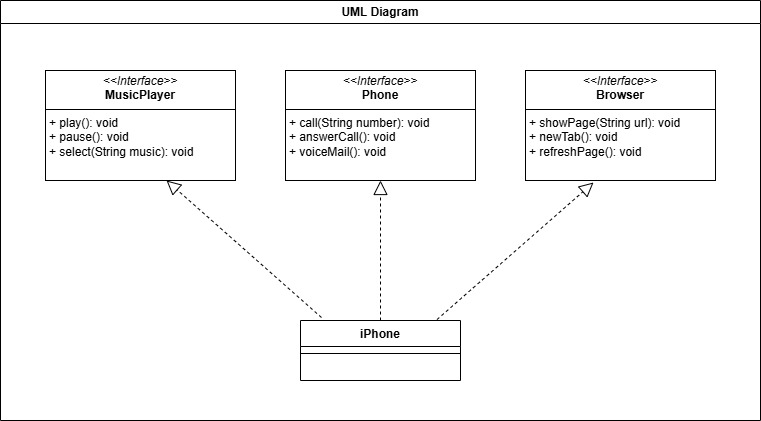 UML Diagram
<<Interface>>
MusicPlayer
+ play(): void
+ pause(): void
+ select(String music): void
<<Interface>>
Phone
+ call(String number): void
+ answerCall(): void
+ voiceMail(): void
<<Interface>>
Browser
+ showPage(String url): void
+ newTab(): void
+ refreshPage(): void
iPhone